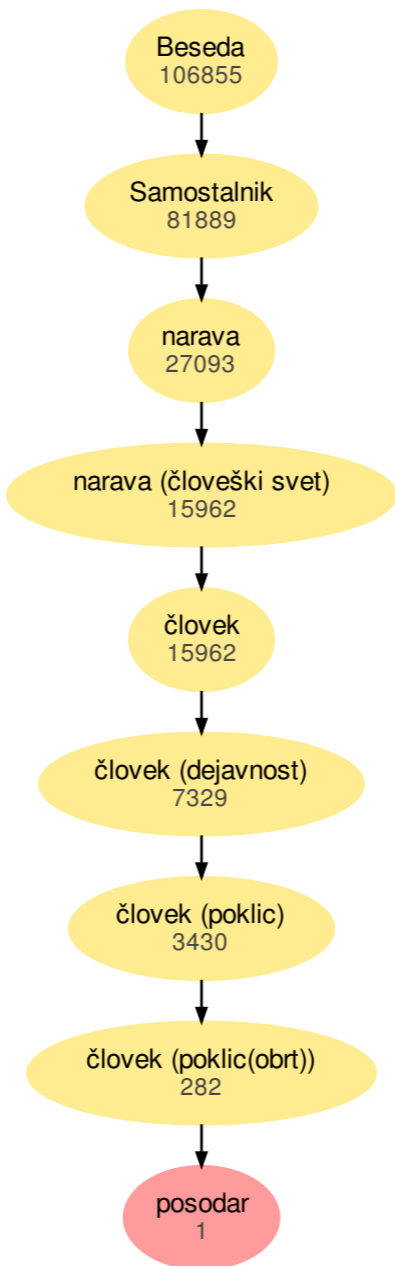 Beseda
106855
Samostalnik
81889
narava
27093
narava (človeški svet)
15962
človek
15962
človek (dejavnost)
7329
človek (poklic)
3430
človek (poklic(obrt))
282
posodar
1